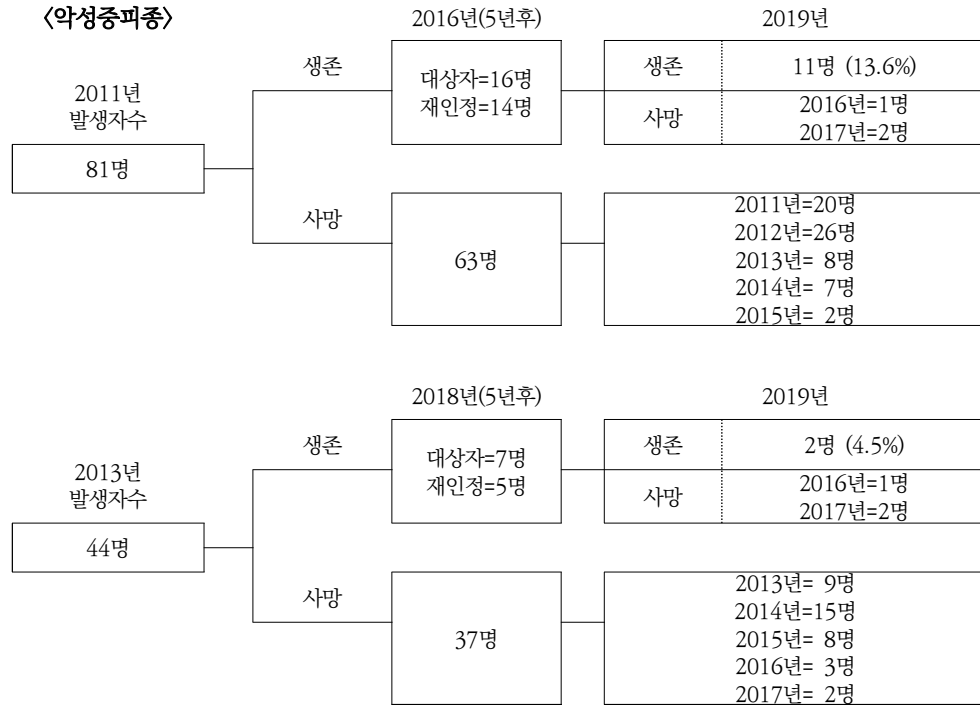 〈악성중피종〉
2016년(5년후)
2019년
2011년
발생자수
81명
생존
대상자=16명
재인정=14명
생존
11명 (13.6%)
사망
2016년=1명
2017년=2명
사망
63명
2011년=20명
2012년=26명
2013년= 8명
2014년= 7명
2015년= 2명
2018년(5년후)
2019년
2013년
발생자수
44명
생존
대상자=7명
재인정=5명
생존
2명 (4.5%)
사망
2016년=1명
2017년=2명
사망
37명
2013년= 9명
2014년=15명
2015년= 8명
2016년= 3명
2017년= 2명